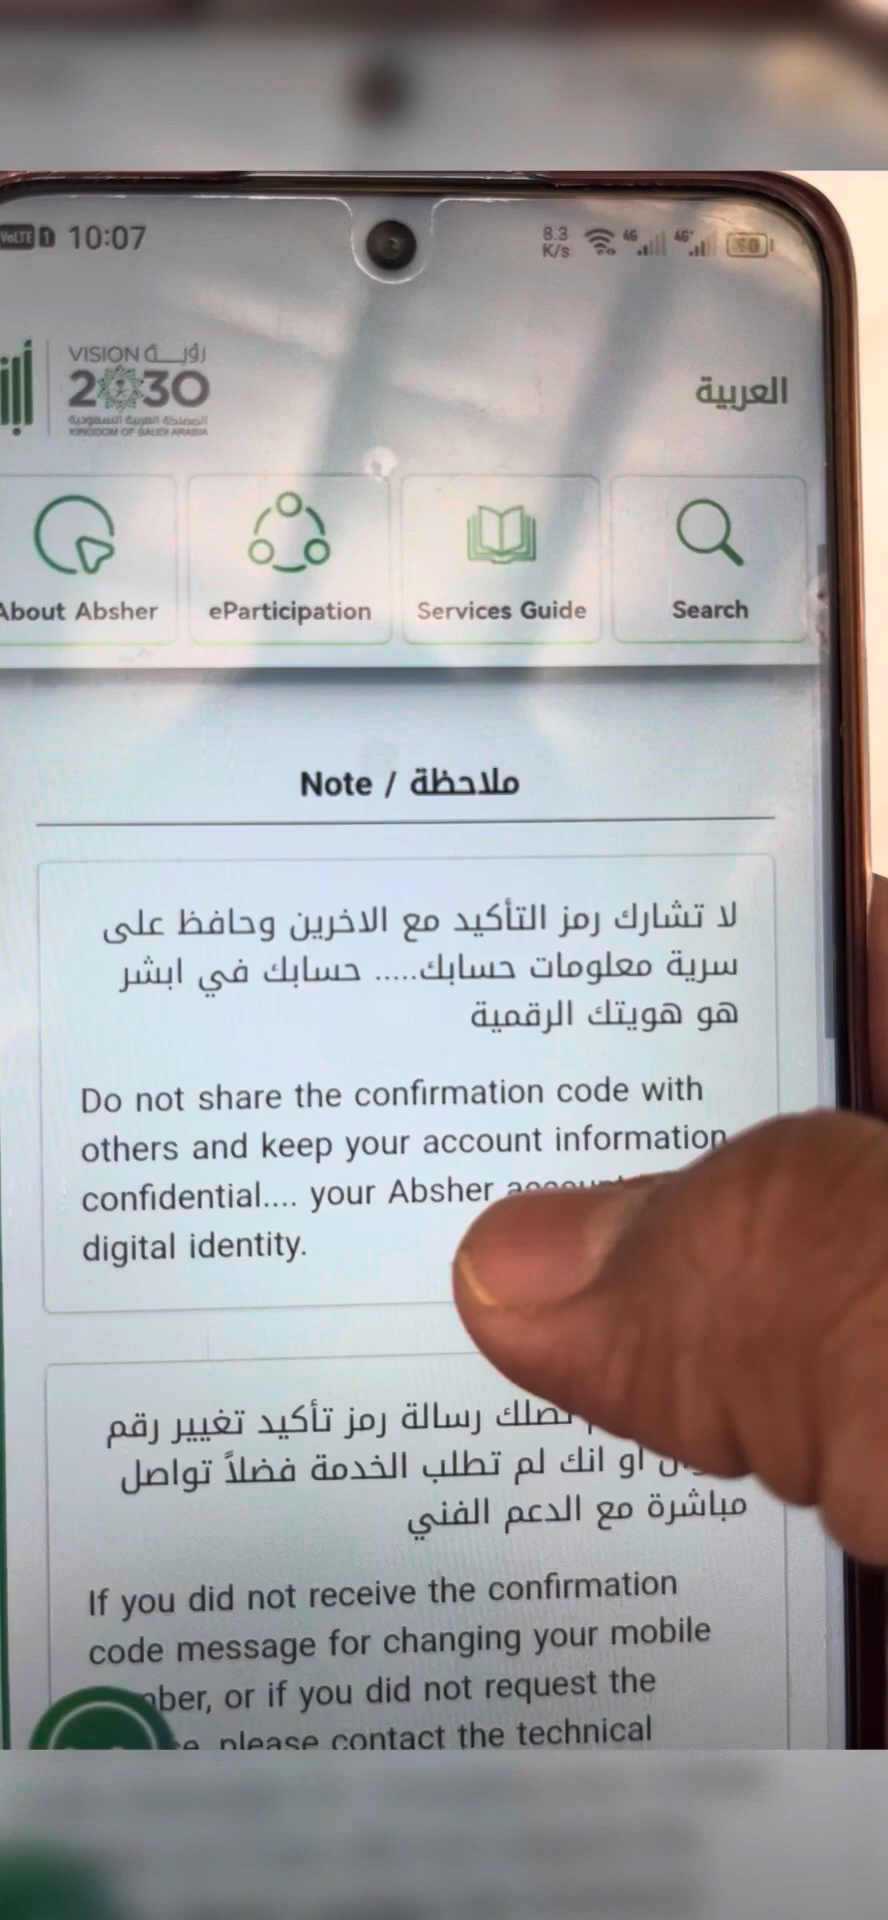 VoLTE 1 10:07
8.3 K/s 4G 4G+
VISION رؤيــة
2030
المملكة العربية السعودية
KINGDOM OF SAUDI ARABIA
العربية
About Absher eParticipation Services Guide Search
Note / ملاحظة
لا تشارك رمز التأكيد مع الاخرين وحافظ على
سرية معلومات حسابك..... حسابك في ابشر
هو هويتك الرقمية
Do not share the confirmation code with
others and keep your account information
confidential.... your Absher account
digital identity.
تصلك رسالة رمز تأكيد تغيير رقم
او انك لم تطلب الخدمة فضلاً تواصل
مباشرة مع الدعم الفني
If you did not receive the confirmation
code message for changing your mobile
or if you did not request the
please contact the technical